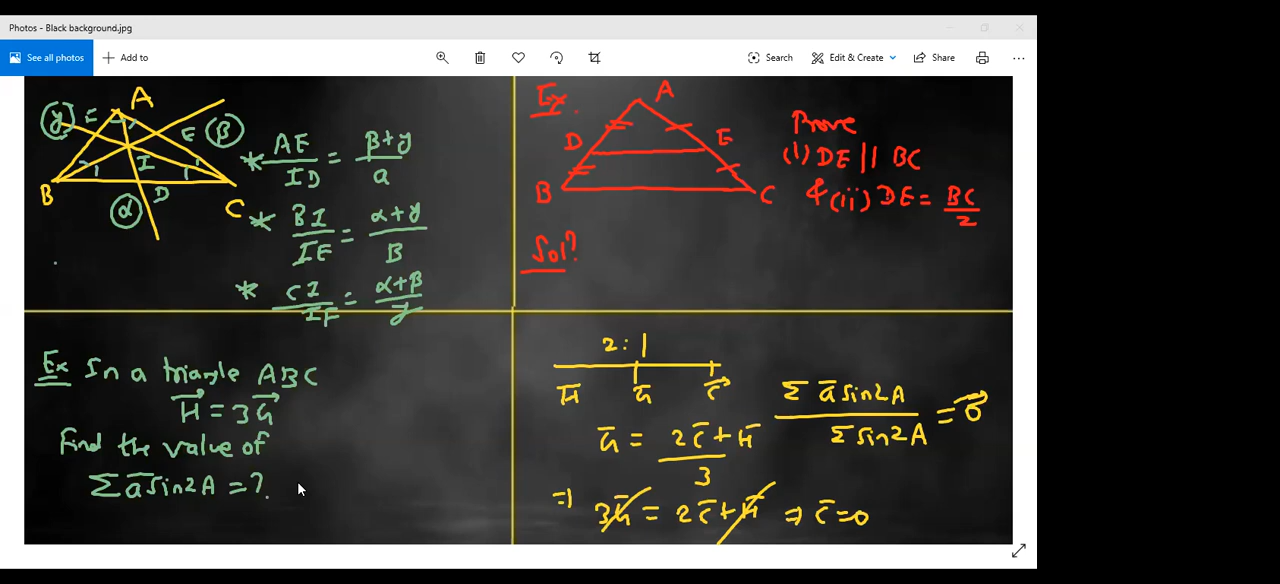 Photos - Black background.jpg
See all photos
Add to
Search
Edit & Create
Share
A
y
E
E
β
I
B
D
α
C
* AE/ID = β+y/a
* BI/IE = α+y/B
* CI/IF = α+β/y
Ex.
A
D
E
B
C
Prove
(i) DE || BC
& (ii) DE = BC/2
Sol?
Ex In a triangle ABC
H⃗ = 3G⃗
Find the value of
Σ a̅ sin2A = ?
2 : 1
H̅ G̅ C⃗
G̅ = 2C̅ + H̅ / 3
Σ a̅ sin2A / Σ sin2A = 0⃗
⇒ 3G̅ = 2C̅ + H̅ ⇒ C̅ = 0